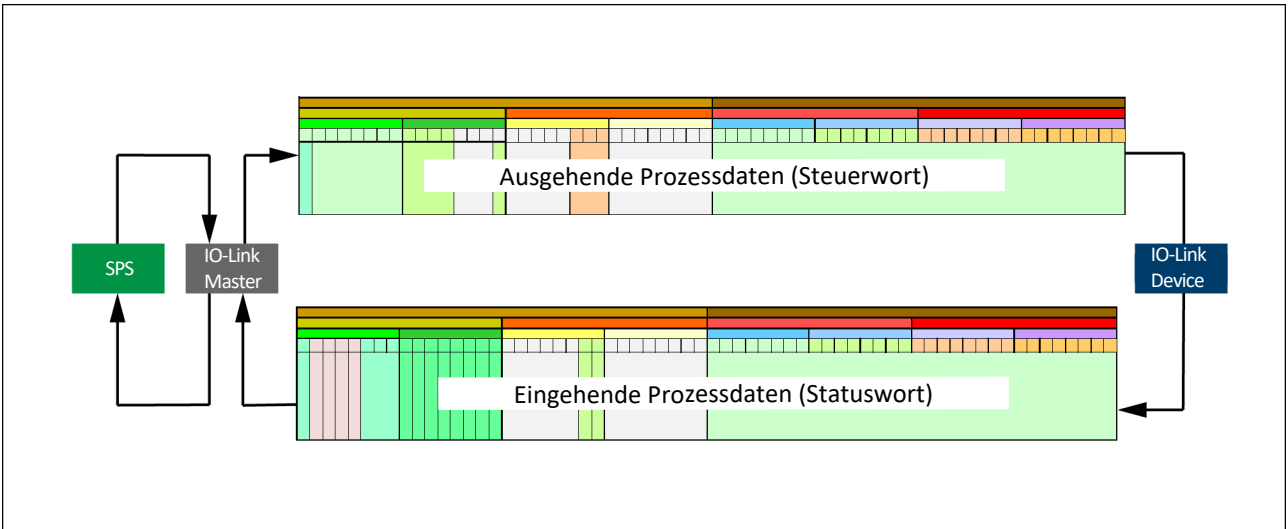 Ausgehende Prozessdaten (Steuerwort)
SPS
IO-Link
Master
IO-Link
Device
Eingehende Prozessdaten (Statuswort)